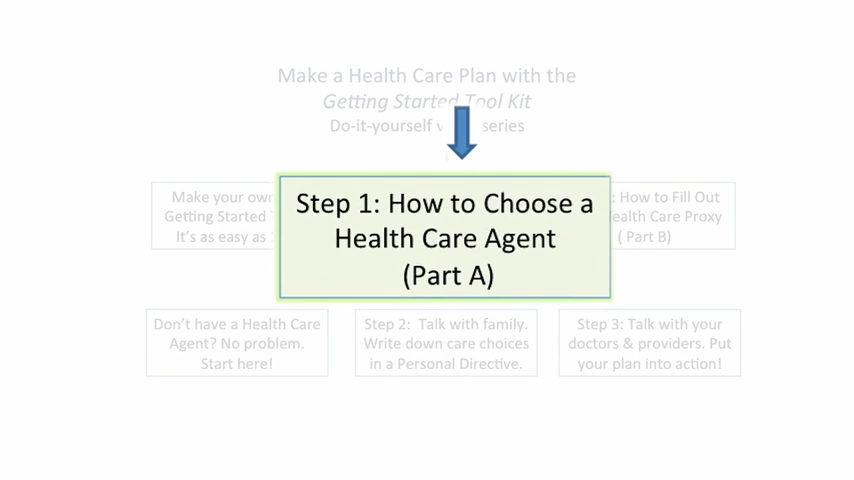 Make a Health Care Plan with the
Getting Started Tool Kit
Do-it-yourself series
Make your own
Getting Started
It's as easy as
Step 1: How to Choose a
Health Care Agent
(Part A)
: How to Fill Out
Health Care Proxy
( Part B)
Don't have a Health Care
Agent? No problem.
Start here!
Step 2: Talk with family.
Write down care choices
in a Personal Directive.
Step 3: Talk with your
doctors & providers. Put
your plan into action!